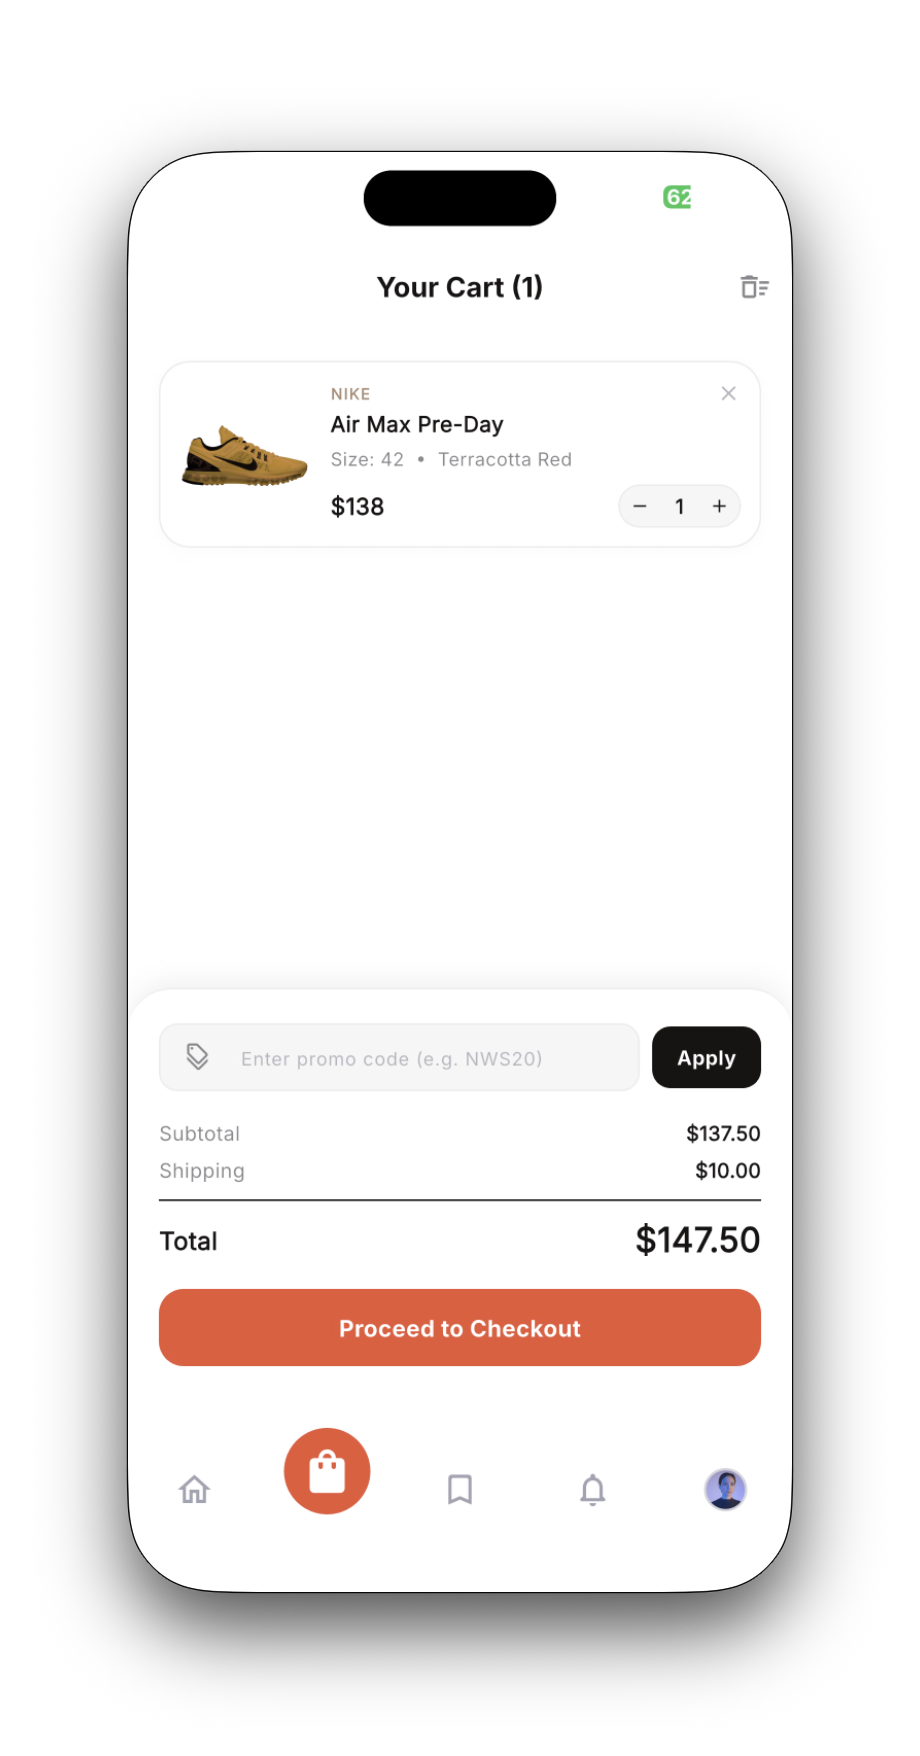 62
Your Cart (1)
NIKE
Air Max Pre-Day
Size: 42 • Terracotta Red
$138
− 1 +
Enter promo code (e.g. NWS20)
Apply
Subtotal $137.50
Shipping $10.00
Total $147.50
Proceed to Checkout